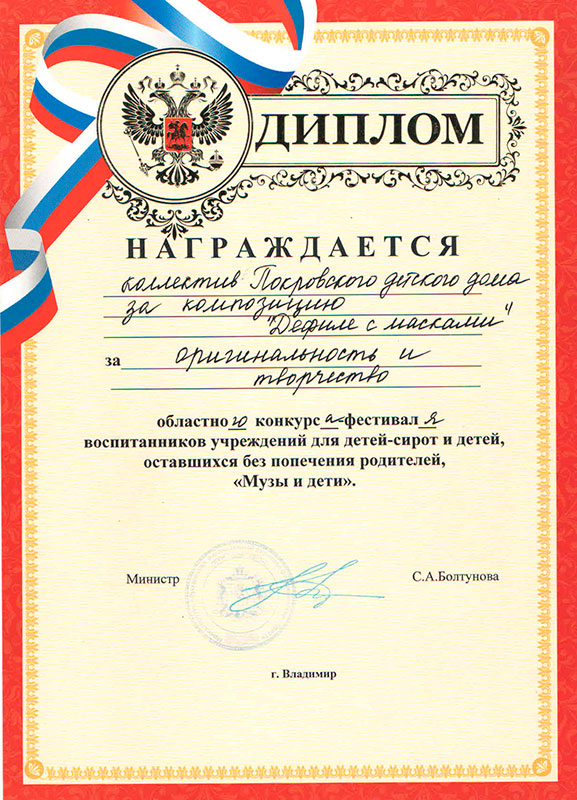 ДИПЛОМ
НАГРАЖДАЕТСЯ
коллектив Покровского детского дома
за композицию
"Дефиле с масками"
за оригинальность и
творчество
областного конкурса-фестиваля
воспитанников учреждений для детей-сирот и детей,
оставшихся без попечения родителей,
«Музы и дети».
Министр С.А.Болтунова
г. Владимир